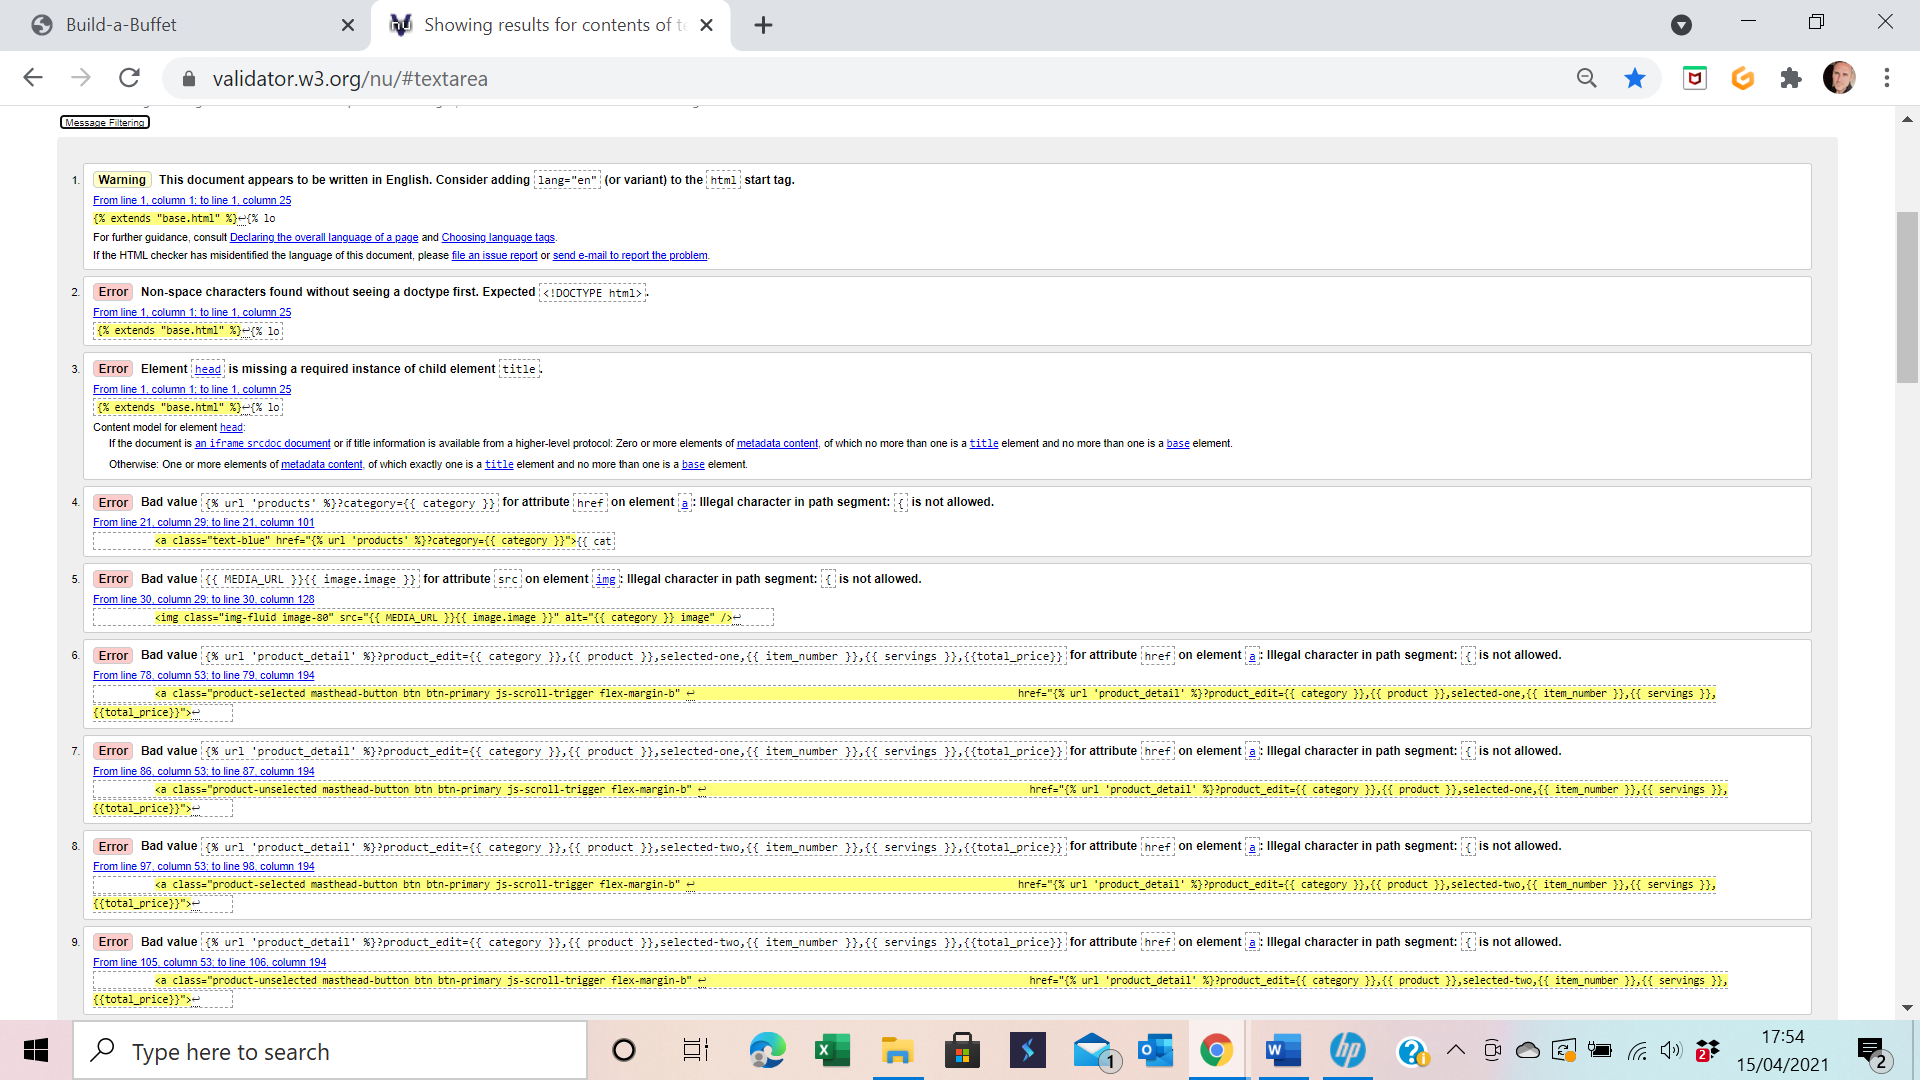 Build-a-Buffet
Showing results for contents of te
validator.w3.org/nu/#textarea
Message Filtering
1. Warning This document appears to be written in English. Consider adding lang="en" (or variant) to the html start tag.
From line 1, column 1; to line 1, column 25
{% extends "base.html" %}↩{% lo
For further guidance, consult Declaring the overall language of a page and Choosing language tags.
If the HTML checker has misidentified the language of this document, please file an issue report or send e-mail to report the problem.
2. Error Non-space characters found without seeing a doctype first. Expected <!DOCTYPE html>.
From line 1, column 1; to line 1, column 25
{% extends "base.html" %}↩{% lo
3. Error Element head is missing a required instance of child element title.
From line 1, column 1; to line 1, column 25
{% extends "base.html" %}↩{% lo
Content model for element head:
If the document is an iframe srcdoc document or if title information is available from a higher-level protocol: Zero or more elements of metadata content, of which no more than one is a title element and no more than one is a base element.
Otherwise: One or more elements of metadata content, of which exactly one is a title element and no more than one is a base element.
4. Error Bad value {% url 'products' %}?category={{ category }} for attribute href on element a: Illegal character in path segment: { is not allowed.
From line 21, column 29; to line 21, column 101
<a class="text-blue" href="{% url 'products' %}?category={{ category }}">{{ cat
5. Error Bad value {{ MEDIA_URL }}{{ image.image }} for attribute src on element img: Illegal character in path segment: { is not allowed.
From line 30, column 29; to line 30, column 128
<img class="img-fluid image-80" src="{{ MEDIA_URL }}{{ image.image }}" alt="{{ category }} image" />↩
6. Error Bad value {% url 'product_detail' %}?product_edit={{ category }},{{ product }},selected-one,{{ item_number }},{{ servings }},{{total_price}} for attribute href on element a: Illegal character in path segment: { is not allowed.
From line 78, column 53; to line 79, column 194
<a class="product-selected masthead-button btn btn-primary js-scroll-trigger flex-margin-b" ↩ href="{% url 'product_detail' %}?product_edit={{ category }},{{ product }},selected-one,{{ item_number }},{{ servings }},
{{total_price}}">↩
7. Error Bad value {% url 'product_detail' %}?product_edit={{ category }},{{ product }},selected-one,{{ item_number }},{{ servings }},{{total_price}} for attribute href on element a: Illegal character in path segment: { is not allowed.
From line 86, column 53; to line 87, column 194
<a class="product-unselected masthead-button btn btn-primary js-scroll-trigger flex-margin-b" ↩ href="{% url 'product_detail' %}?product_edit={{ category }},{{ product }},selected-one,{{ item_number }},{{ servings }},
{{total_price}}">↩
8. Error Bad value {% url 'product_detail' %}?product_edit={{ category }},{{ product }},selected-two,{{ item_number }},{{ servings }},{{total_price}} for attribute href on element a: Illegal character in path segment: { is not allowed.
From line 97, column 53; to line 98, column 194
<a class="product-selected masthead-button btn btn-primary js-scroll-trigger flex-margin-b" ↩ href="{% url 'product_detail' %}?product_edit={{ category }},{{ product }},selected-two,{{ item_number }},{{ servings }},
{{total_price}}">↩
9. Error Bad value {% url 'product_detail' %}?product_edit={{ category }},{{ product }},selected-two,{{ item_number }},{{ servings }},{{total_price}} for attribute href on element a: Illegal character in path segment: { is not allowed.
From line 105, column 53; to line 106, column 194
<a class="product-unselected masthead-button btn btn-primary js-scroll-trigger flex-margin-b" ↩ href="{% url 'product_detail' %}?product_edit={{ category }},{{ product }},selected-two,{{ item_number }},{{ servings }},
{{total_price}}">↩
Type here to search
1
2
17:54
15/04/2021
2